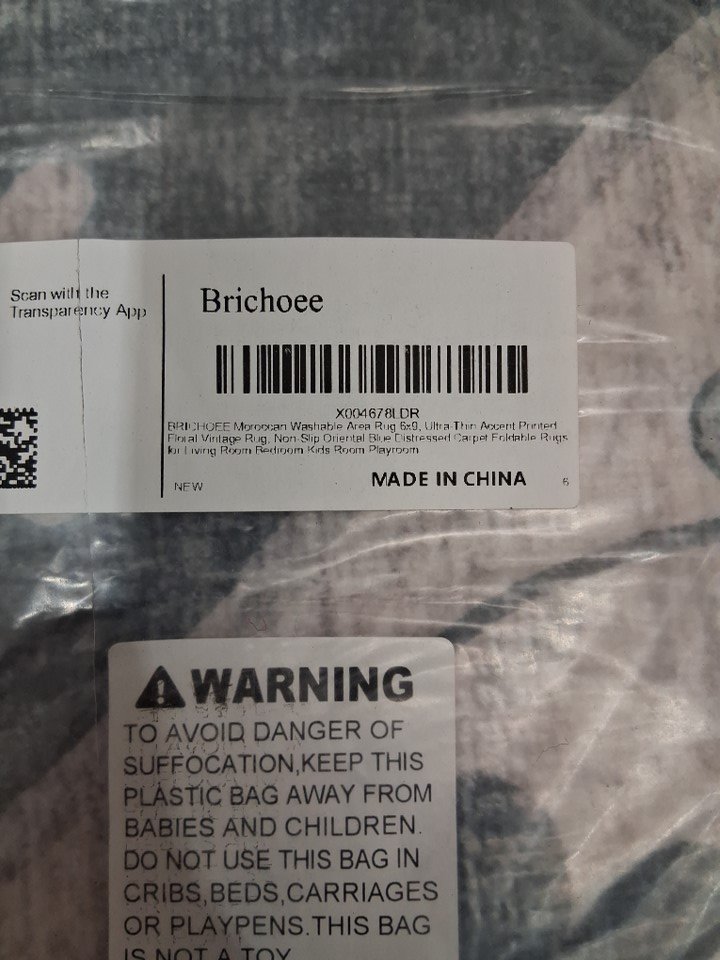 Scan with the
Transparency App
Brichoee
X004678LDR
BRICHOEE Moroccan Washable Area Rug 6x9, Ultra-Thin Accent Printed
Floral Vintage Rug, Non-Slip Oriental Blue Distressed Carpet Foldable Rugs
for Living Room Bedroom Kids Room Playroom
NEW
MADE IN CHINA
6
WARNING
TO AVOID DANGER OF
SUFFOCATION,KEEP THIS
PLASTIC BAG AWAY FROM
BABIES AND CHILDREN.
DO NOT USE THIS BAG IN
CRIBS,BEDS,CARRIAGES
OR PLAYPENS.THIS BAG
IS NOT A TOY